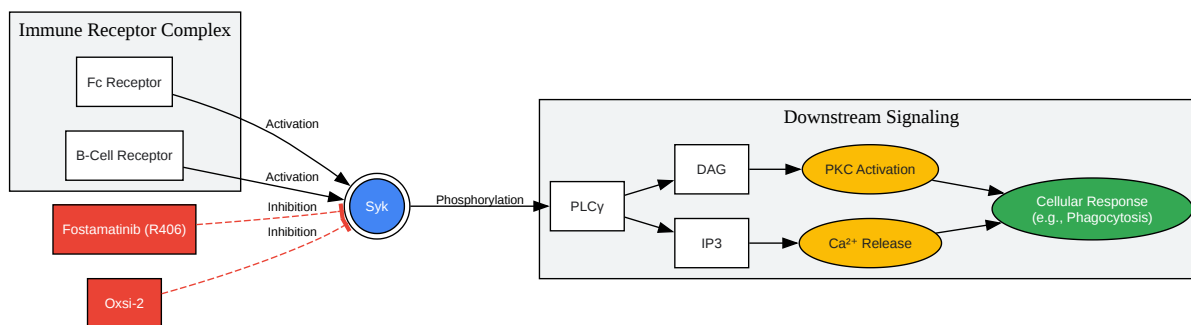 Immune Receptor Complex
Fc Receptor
B-Cell Receptor
Activation
Activation
Inhibition
Inhibition
Fostamatinib (R406)
Oxsi-2
Syk
Phosphorylation
Downstream Signaling
PLCγ
DAG
IP3
PKC Activation
Ca²⁺ Release
Cellular Response
(e.g., Phagocytosis)